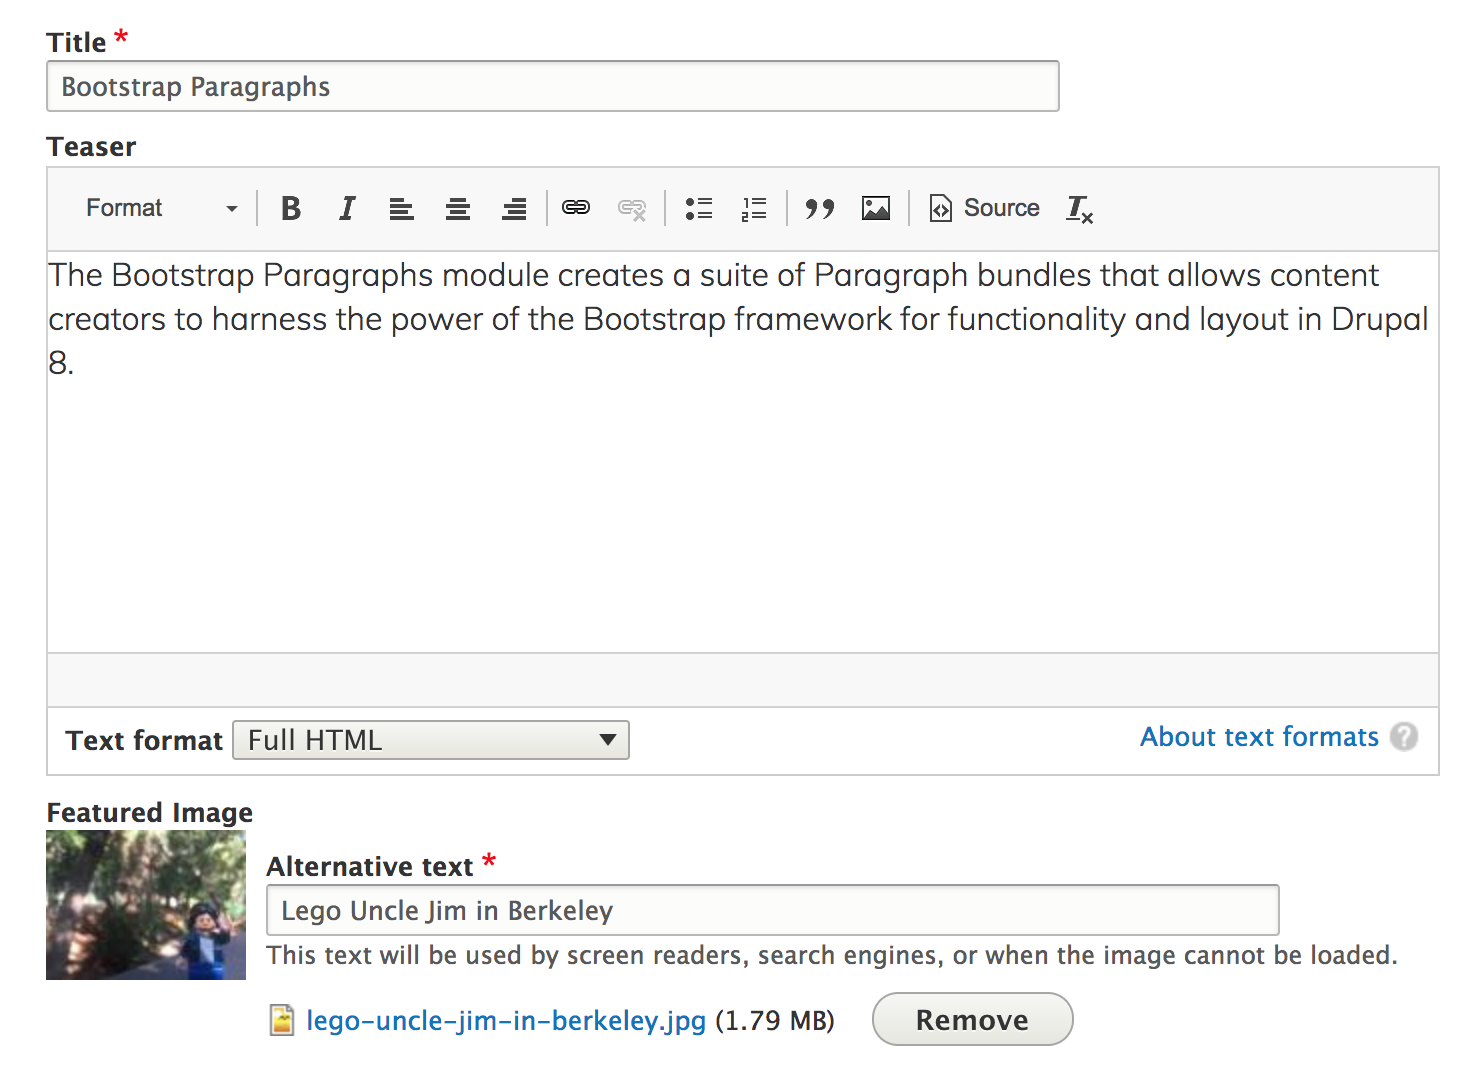 Title *
Bootstrap Paragraphs
Teaser
Format B I Source Tx
The Bootstrap Paragraphs module creates a suite of Paragraph bundles that allows content
creators to harness the power of the Bootstrap framework for functionality and layout in Drupal
8.
Text format Full HTML About text formats ?
Featured Image
Alternative text *
Lego Uncle Jim in Berkeley
This text will be used by screen readers, search engines, or when the image cannot be loaded.
lego-uncle-jim-in-berkeley.jpg (1.79 MB) Remove